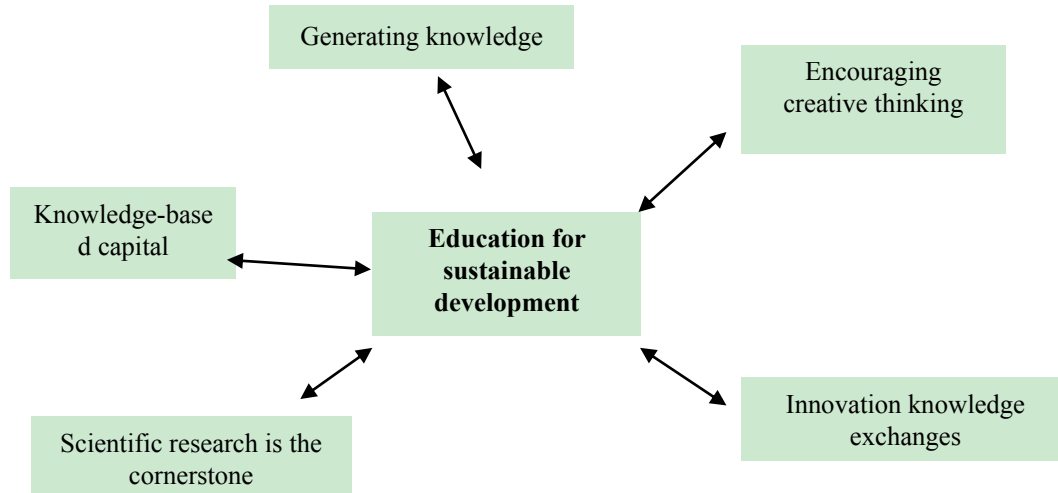 Generating knowledge
Encouraging
creative thinking
Knowledge-base
d capital
Education for
sustainable
development
Scientific research is the
cornerstone
Innovation knowledge
exchanges